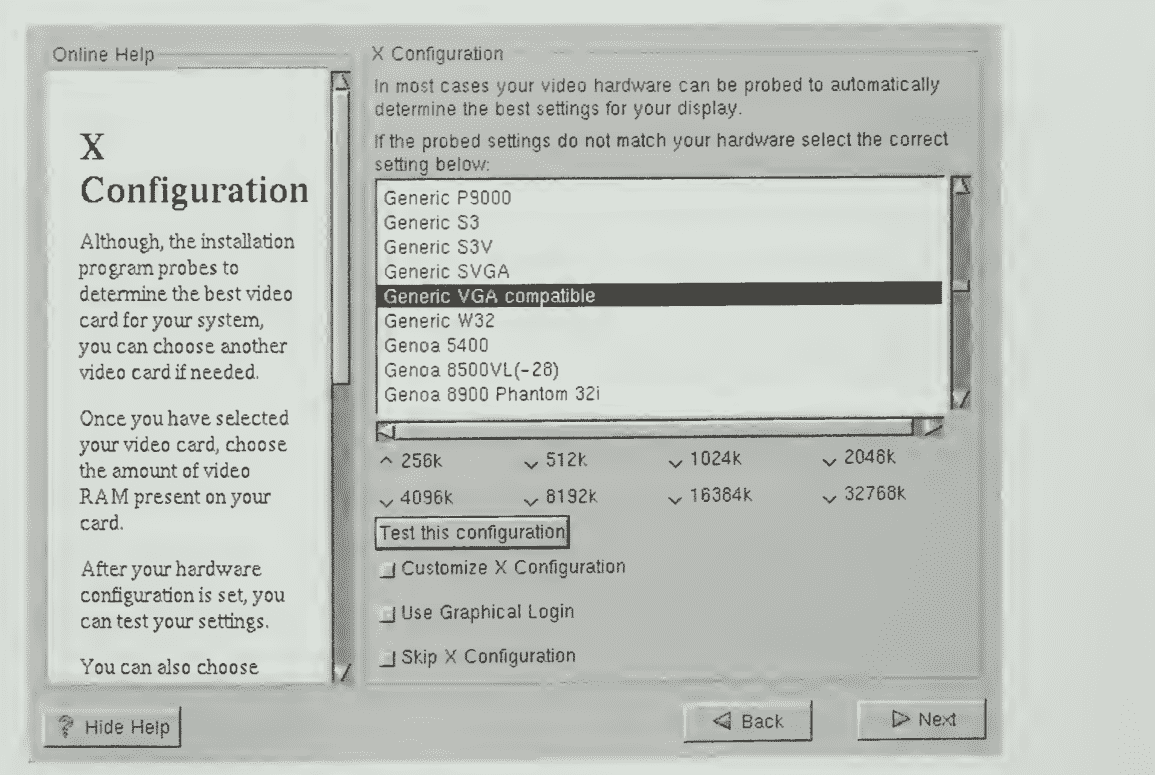 Online Help
X
Configuration
Although, the installation
program probes to
determine the best video
card for your system,
you can choose another
video card if needed.
Once you have selected
your video card, choose
the amount of video
RAM present on your
card.
After your hardware
configuration is set, you
can test your settings.
You can also choose
X Configuration
In most cases your video hardware can be probed to automatically
determine the best settings for your display.
If the probed settings do not match your hardware select the correct
setting below:
Generic P9000
Generic S3
Generic S3V
Generic SVGA
Generic VGA compatible
Generic W32
Genoa 5400
Genoa 8500VL(-28)
Genoa 8900 Phantom 32i
256k 512k 1024k 2048k
4096k 8192k 16384k 32768k
Test this configuration
Customize X Configuration
Use Graphical Login
Skip X Configuration
? Hide Help
Back
Next